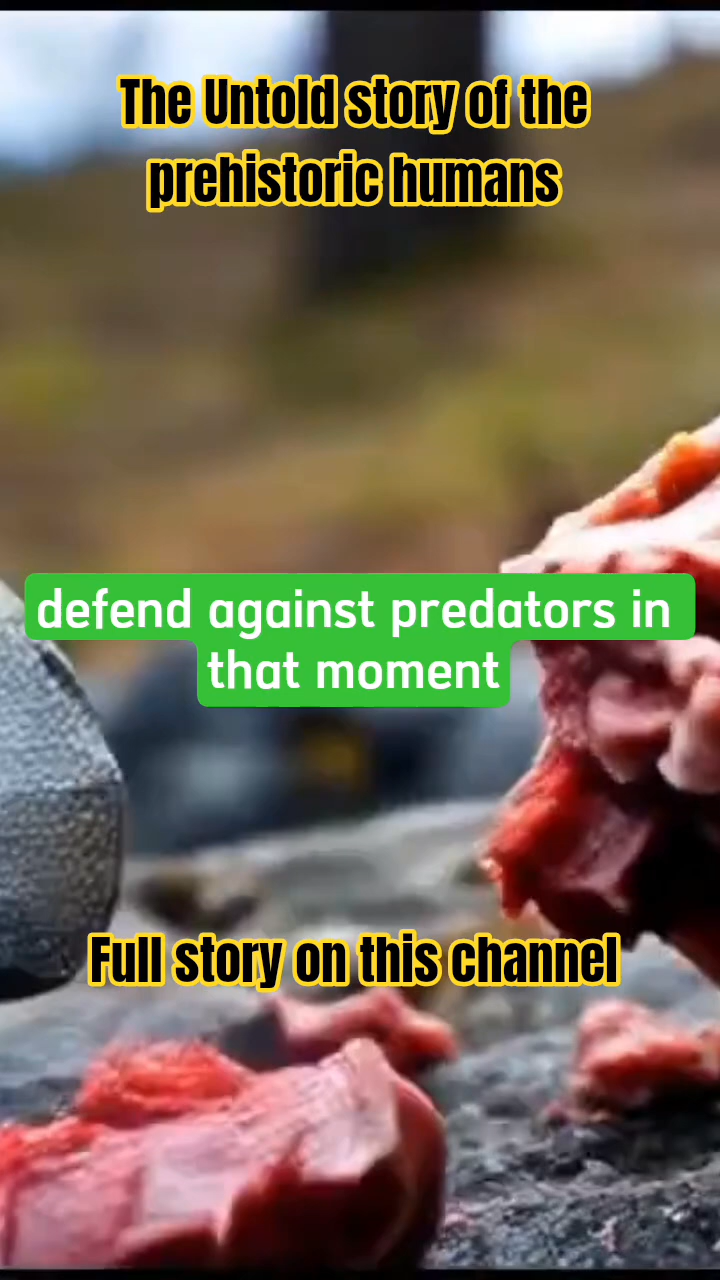 The Untold story of the
prehistoric humans
defend against predators in
that moment
Full story on this channel